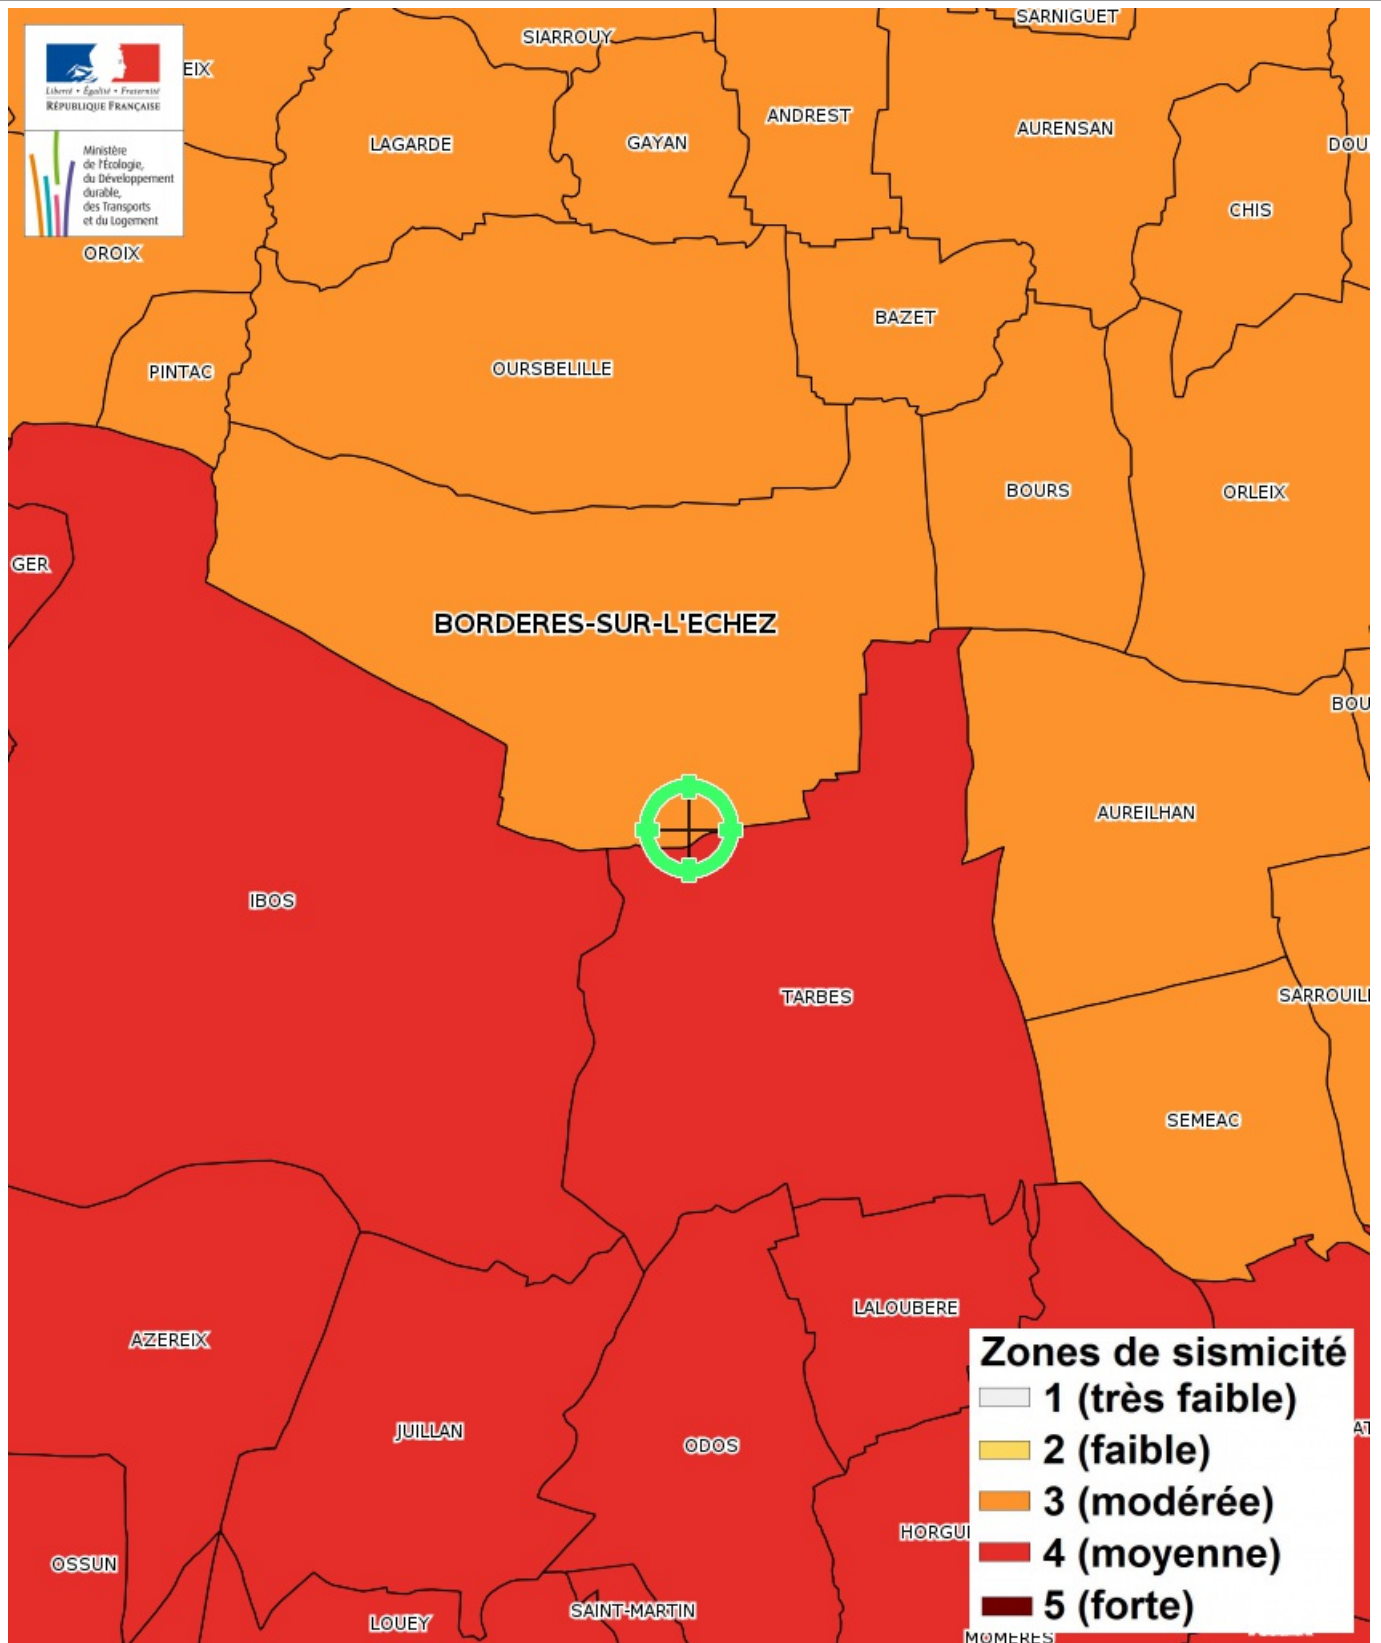 Liberté • Égalité • Fraternité
RÉPUBLIQUE FRANÇAISE
Ministère
de l'Écologie,
du Développement
durable,
des Transports
et du Logement
SIARROUY
SARNIGUET
EIX
LAGARDE
GAYAN
ANDREST
AURENSAN
DOU
CHIS
OROIX
BAZET
PINTAC
OURSBELILLE
BOURS
ORLEIX
GER
BORDERES-SUR-L'ECHEZ
BOU
AUREILHAN
IBOS
TARBES
SARROUIL
SEMEAC
LALOUBERE
AZEREIX
JUILLAN
ODOS
AT
HORGU
OSSUN
SAINT-MARTIN
LOUEY
MOMERES
Zones de sismicité
1 (très faible)
2 (faible)
3 (modérée)
4 (moyenne)
5 (forte)